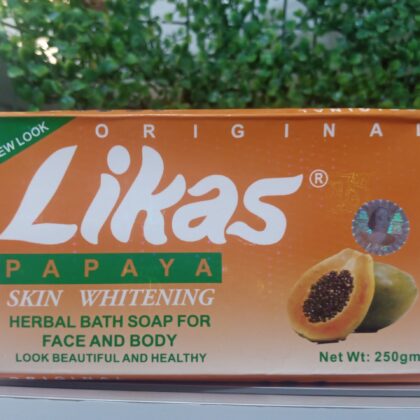 NEW LOOK
ORIGINAL
Likas®
PAPAYA
SKIN WHITENING
HERBAL BATH SOAP FOR
FACE AND BODY
LOOK BEAUTIFUL AND HEALTHY
Net Wt: 250gm